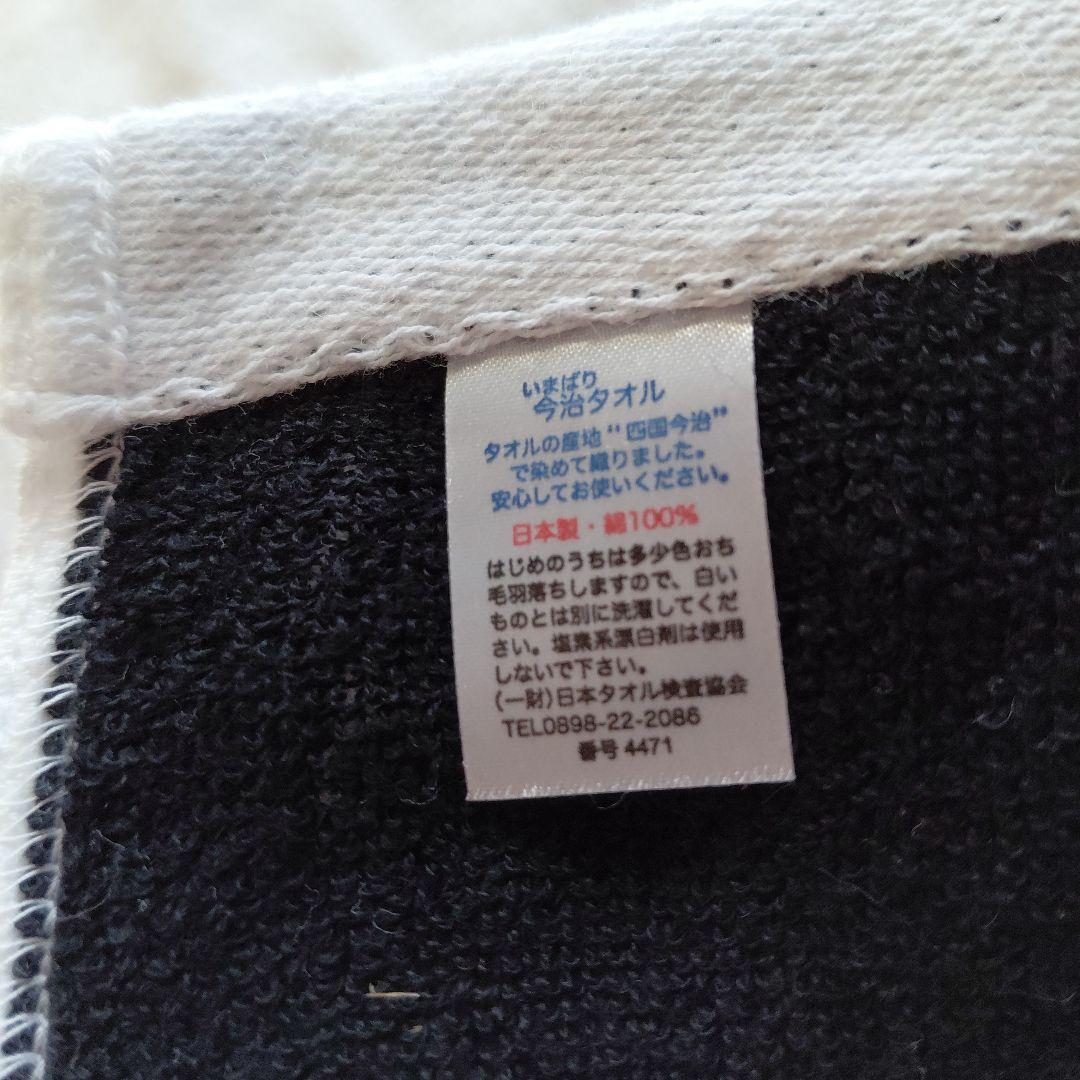 いまばり
今治タオル
タオルの産地“四国今治”
で染めて織りました。
安心してお使いください。
日本製・綿100%
はじめのうちは多少色おち
毛羽落ちしますので、白い
ものとは別に洗濯してくだ
さい。塩素系漂白剤は使用
しないで下さい。
(一財)日本タオル検査協会
TEL0898-22-2086
番号 4471